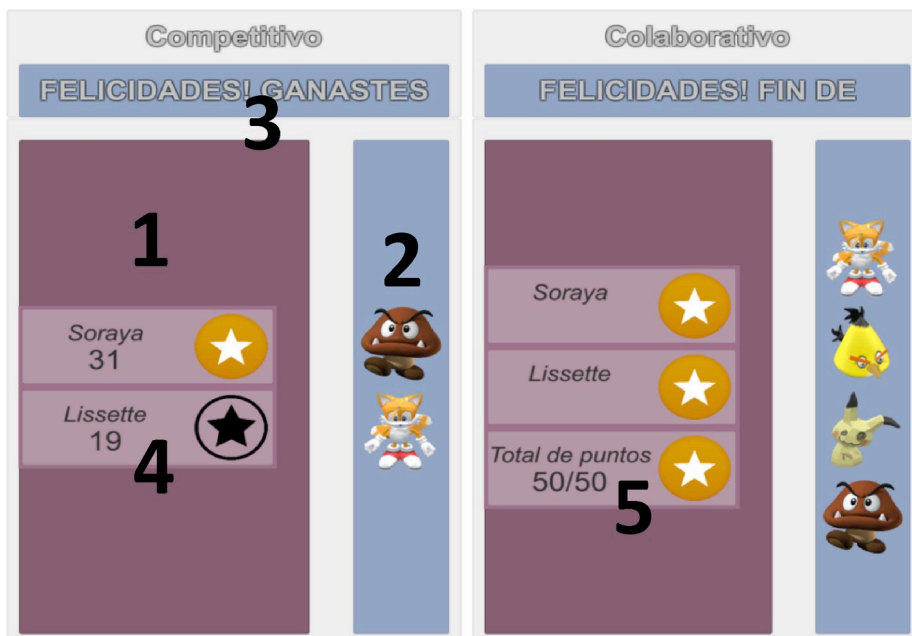 Competitivo
FELICIDADES! GANASTES
3
1
2
Soraya
31
Lissette
19
4
Colaborativo
FELICIDADES! FIN DE
Soraya
Lissette
Total de puntos
50/50
5